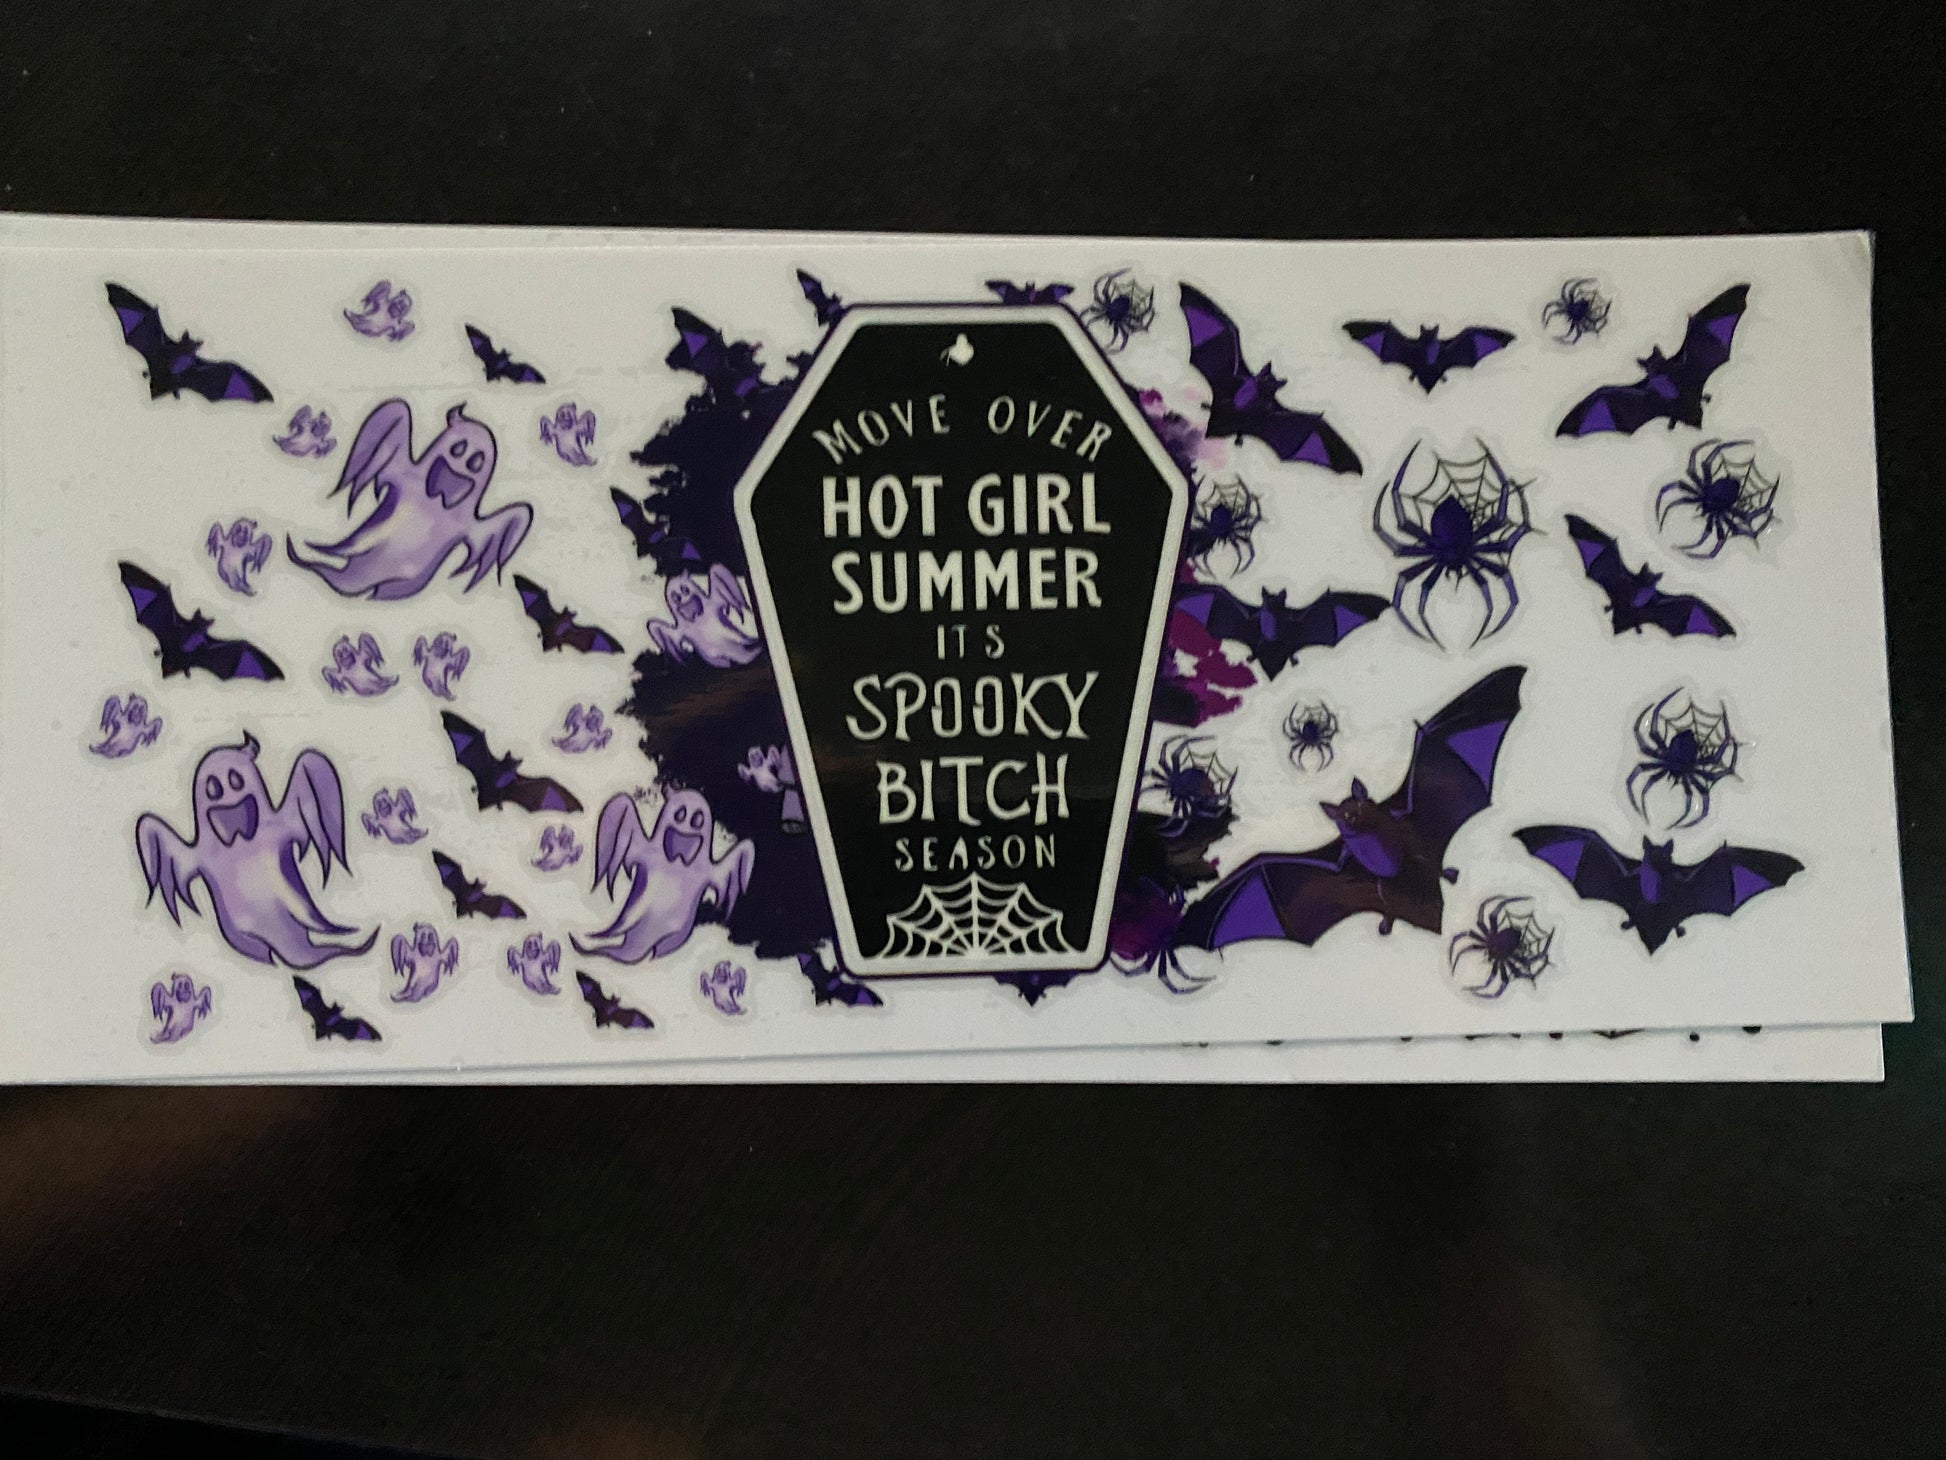 MOVE OVER
HOT GIRL
SUMMER
ITS
SPOOKY
BITCH
SEASON